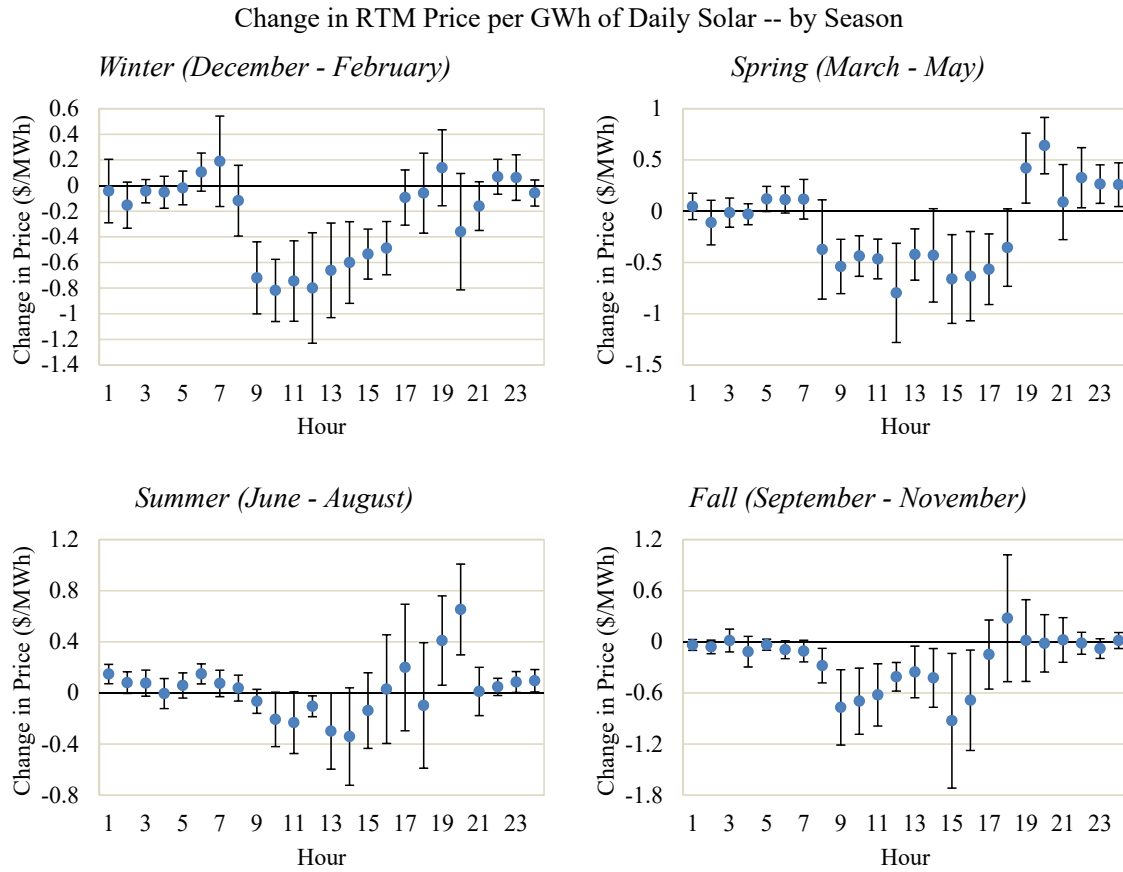 Change in RTM Price per GWh of Daily Solar -- by Season
Winter (December - February)
Change in Price ($/MWh)
0.6
0.4
0.2
0
-0.2
-0.4
-0.6
-0.8
-1
-1.2
-1.4
1 3 5 7 9 11 13 15 17 19 21 23
Hour
Spring (March - May)
Change in Price ($/MWh)
1
0.5
0
-0.5
-1
-1.5
1 3 5 7 9 11 13 15 17 19 21 23
Hour
Summer (June - August)
Change in Price ($/MWh)
1.2
0.8
0.4
0
-0.4
-0.8
1 3 5 7 9 11 13 15 17 19 21 23
Hour
Fall (September - November)
Change in Price ($/MWh)
1.2
0.6
0
-0.6
-1.2
-1.8
1 3 5 7 9 11 13 15 17 19 21 23
Hour